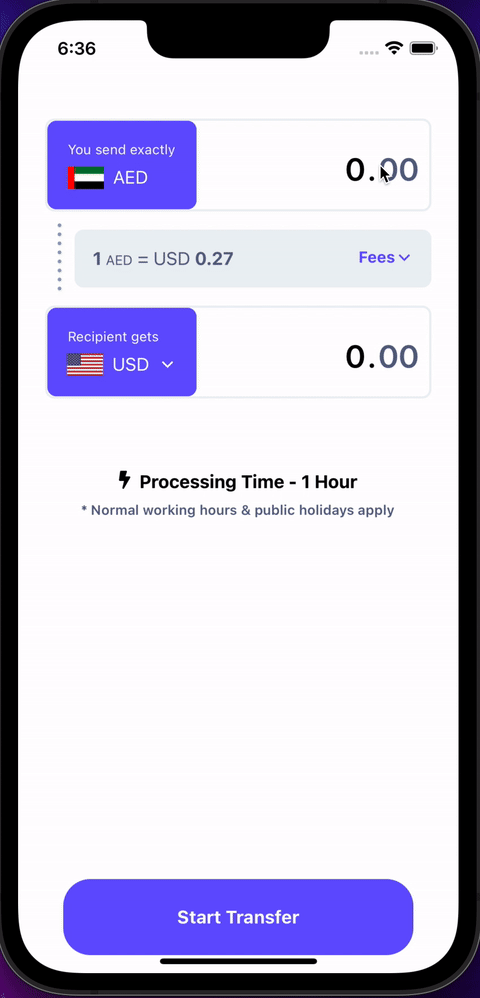 6:36
You send exactly
AED
0.00
1 AED = USD 0.27
Fees
Recipient gets
USD
0.00
Processing Time - 1 Hour
* Normal working hours & public holidays apply
Start Transfer